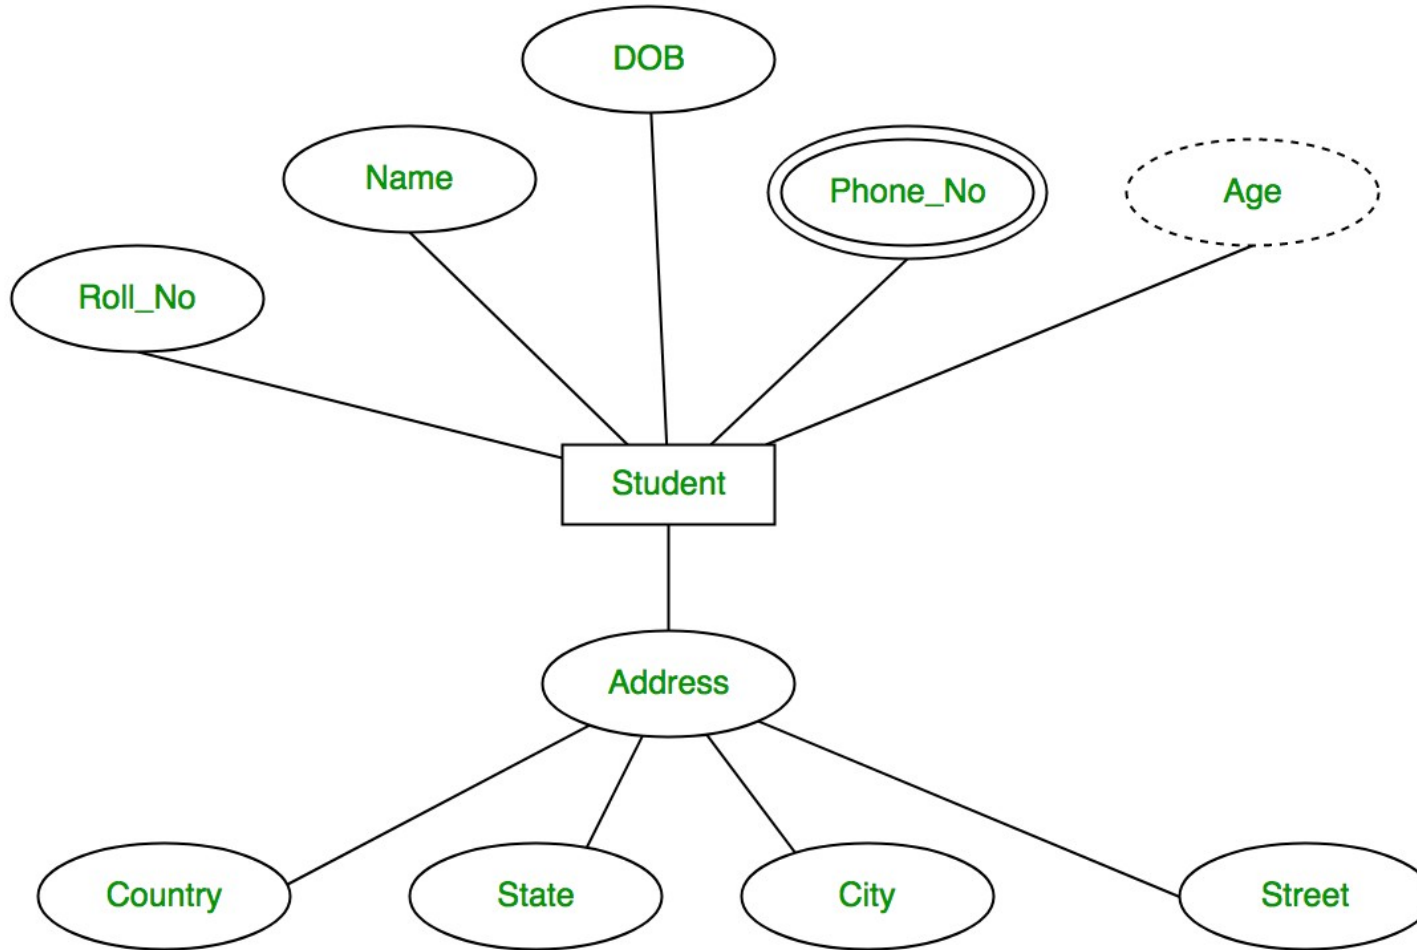 DOB
Name
Phone_No
Age
Roll_No
Student
Address
Country
State
City
Street